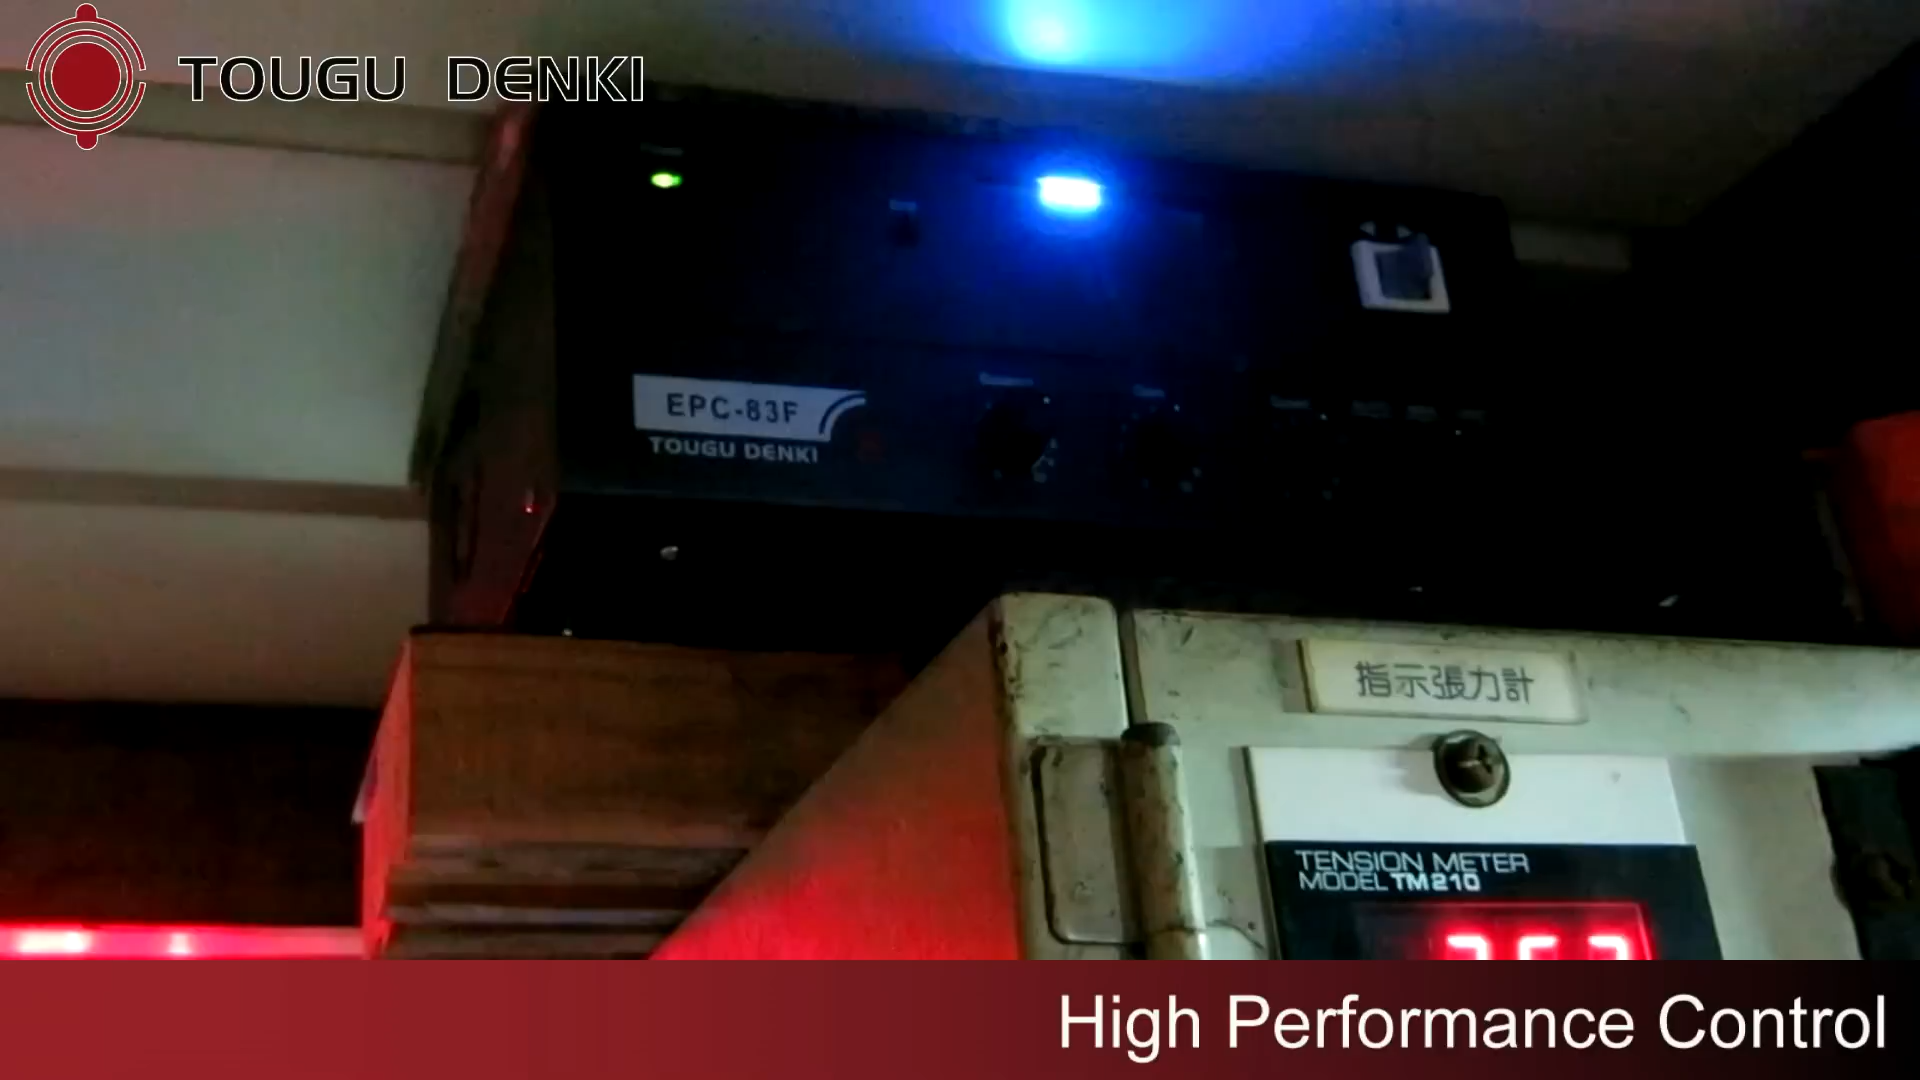 TOUGU DENKI
EPC-83F
TOUGU DENKI
指示張力計
TENSION METER
MODEL TM210
High Performance Control